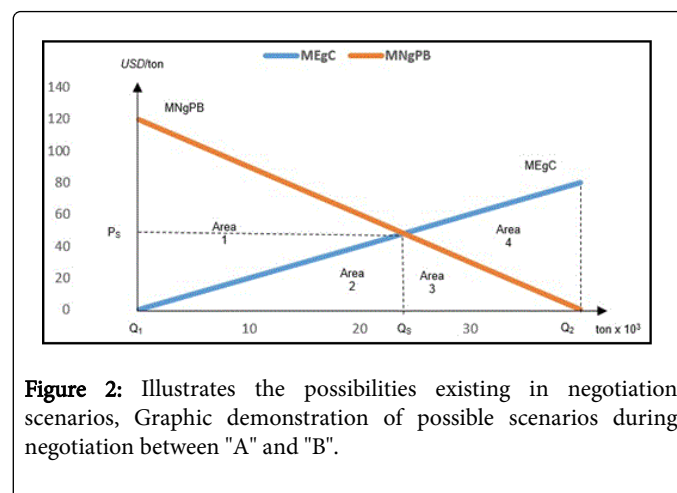 MEgC MNgPB
USD/ton
140
MNgPB
120
100
MEgC
80
60
Ps Area 1 Area 4
40
Area 2 Area 3
20
0
Q1 10 20 Qs 30 Q2 ton x 10³
Figure 2: Illustrates the possibilities existing in negotiation
scenarios, Graphic demonstration of possible scenarios during
negotiation between "A" and "B".